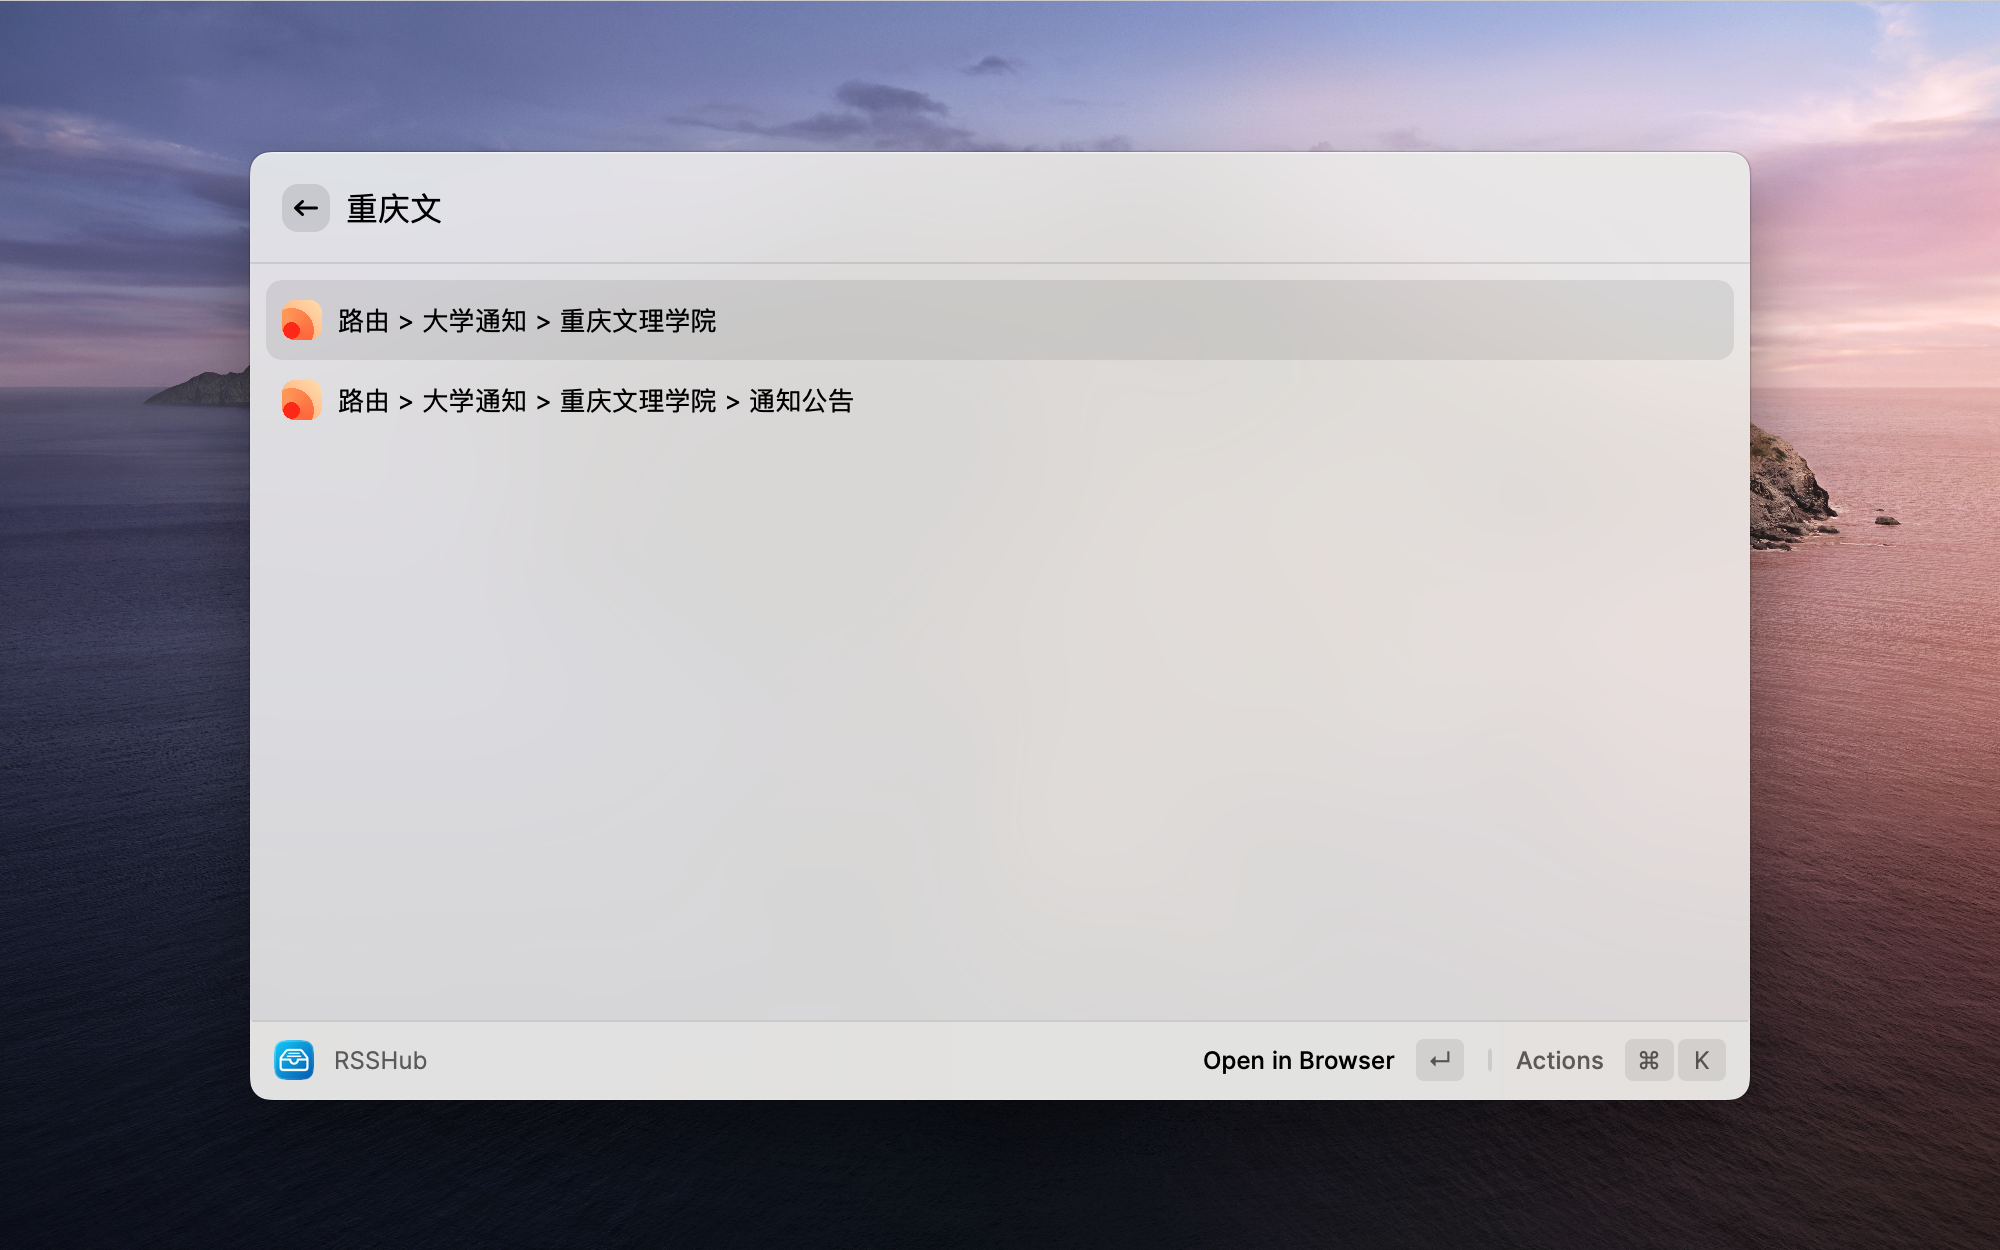 重庆文
路由 > 大学通知 > 重庆文理学院
路由 > 大学通知 > 重庆文理学院 > 通知公告
RSSHub Open in Browser ↵ | Actions ⌘ K